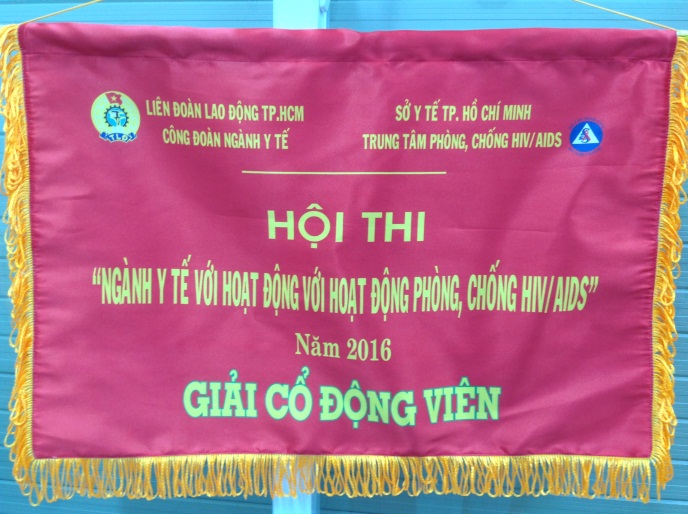 LIÊN ĐOÀN LAO ĐỘNG TP.HCM
CÔNG ĐOÀN NGÀNH Y TẾ
SỞ Y TẾ TP. HỒ CHÍ MINH
TRUNG TÂM PHÒNG, CHỐNG HIV/AIDS
HỘI THI
"NGÀNH Y TẾ VỚI HOẠT ĐỘNG VỚI HOẠT ĐỘNG PHÒNG, CHỐNG HIV/ AIDS"
Năm 2016
GIẢI CỔ ĐỘNG VIÊN